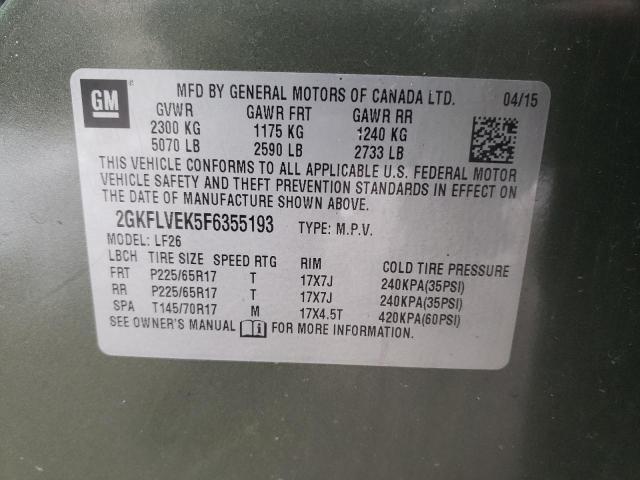 GM
MFD BY GENERAL MOTORS OF CANADA LTD. 04/15
GVWR GAWR FRT GAWR RR
2300 KG 1175 KG 1240 KG
5070 LB 2590 LB 2733 LB
THIS VEHICLE CONFORMS TO ALL APPLICABLE U.S. FEDERAL MOTOR
VEHICLE SAFETY AND THEFT PREVENTION STANDARDS IN EFFECT ON
THE DATE OF MANUFACTURE SHOWN ABOVE.
2GKFLVEK5F6355193 TYPE: M.P.V.
MODEL: LF26
LBCH TIRE SIZE SPEED RTG RIM COLD TIRE PRESSURE
FRT P225/65R17 T 17X7J 240KPA(35PSI)
RR P225/65R17 T 17X7J 240KPA(35PSI)
SPA T145/70R17 M 17X4.5T 420KPA(60PSI)
SEE OWNER'S MANUAL FOR MORE INFORMATION.